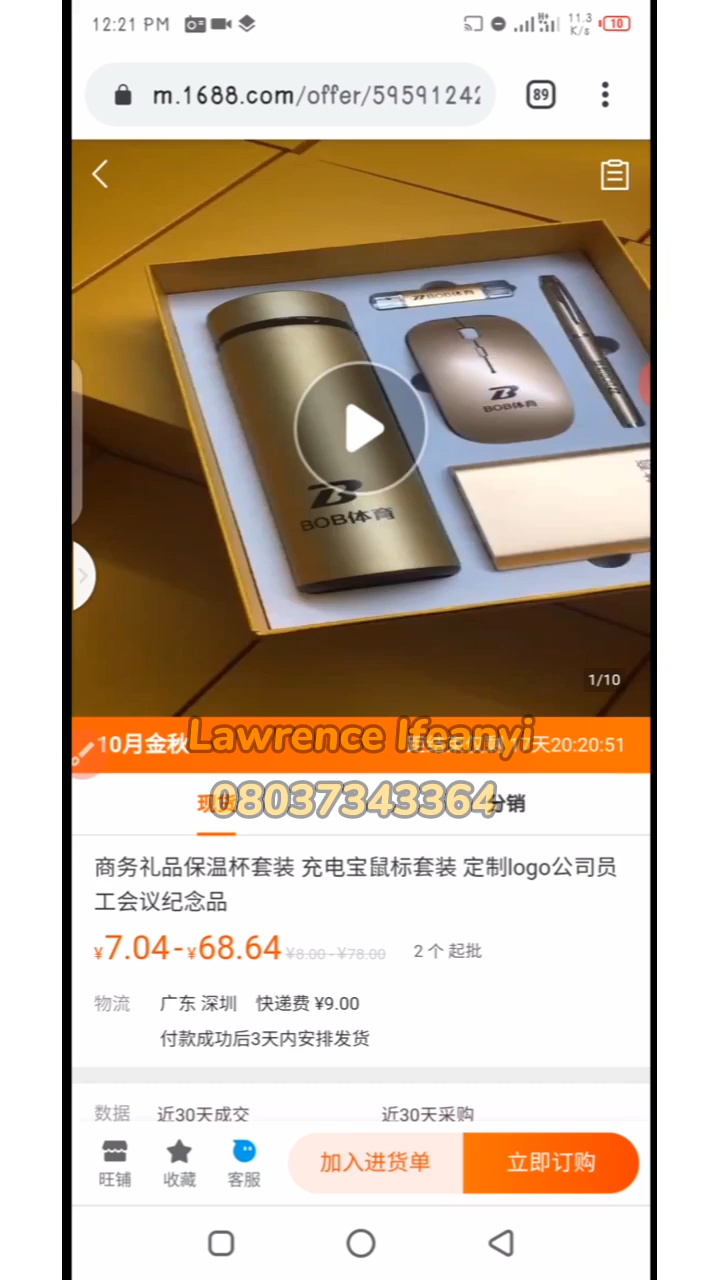 12:21 PM
11.3
K/s
10
m.1688.com/offer/59591242
89
BOB体育
BOB体育
BOB体育
1/10
10月金秋
17天20:20:51
Lawrence Ifeanyi
08037343364
分销
商务礼品保温杯套装 充电宝鼠标套装 定制logo公司员
工会议纪念品
¥7.04-¥68.64 ¥8.00-¥78.00 2个起批
物流 广东 深圳 快递费 ¥9.00
付款成功后3天内安排发货
数据 近30天成交 近30天采购
旺铺 收藏 客服 加入进货单 立即订购